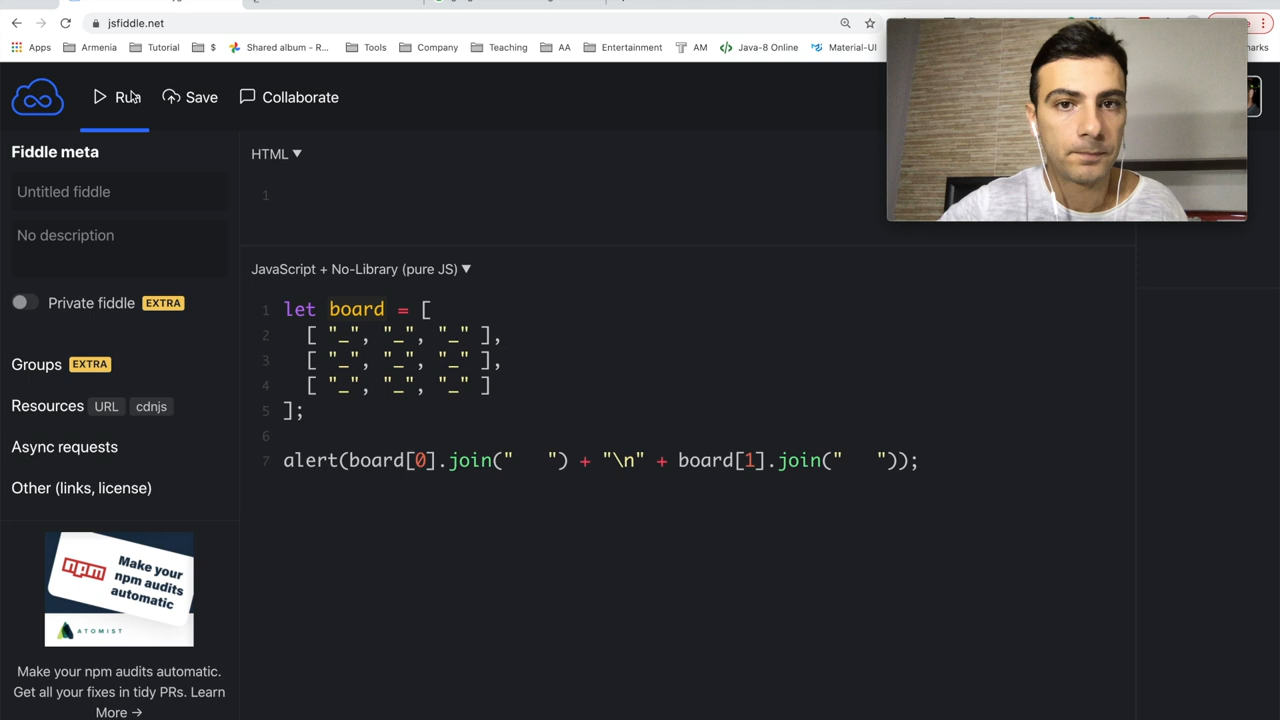 jsfiddle.net
Apps Armenia Tutorial $ Shared album - R... Tools Company Teaching AA Entertainment AM Java-8 Online Material-UI
Run Save Collaborate
Fiddle meta
Untitled fiddle
No description
Private fiddle EXTRA
Groups EXTRA
Resources URL cdnjs
Async requests
Other (links, license)
npm Make your
npm audits
automatic
ATOMIST
Make your npm audits automatic.
Get all your fixes in tidy PRs. Learn
More →
HTML ▼
1
JavaScript + No-Library (pure JS) ▼
1 let board = [
2 [ "_", "_", "_" ],
3 [ "_", "_", "_" ],
4 [ "_", "_", "_" ]
5 ];
6
7 alert(board[0].join("   ") + "\n" + board[1].join("   "));